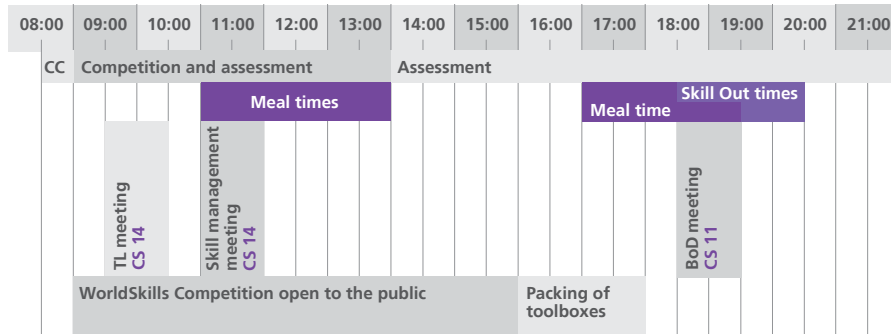 08:00 09:00 10:00 11:00 12:00 13:00 14:00 15:00 16:00 17:00 18:00 19:00 20:00 21:00
CC Competition and assessment Assessment
Meal times
Skill Out times
Meal time
TL meeting
CS 14
Skill management
meeting
CS 14
BoD meeting
CS 11
WorldSkills Competition open to the public
Packing of
toolboxes